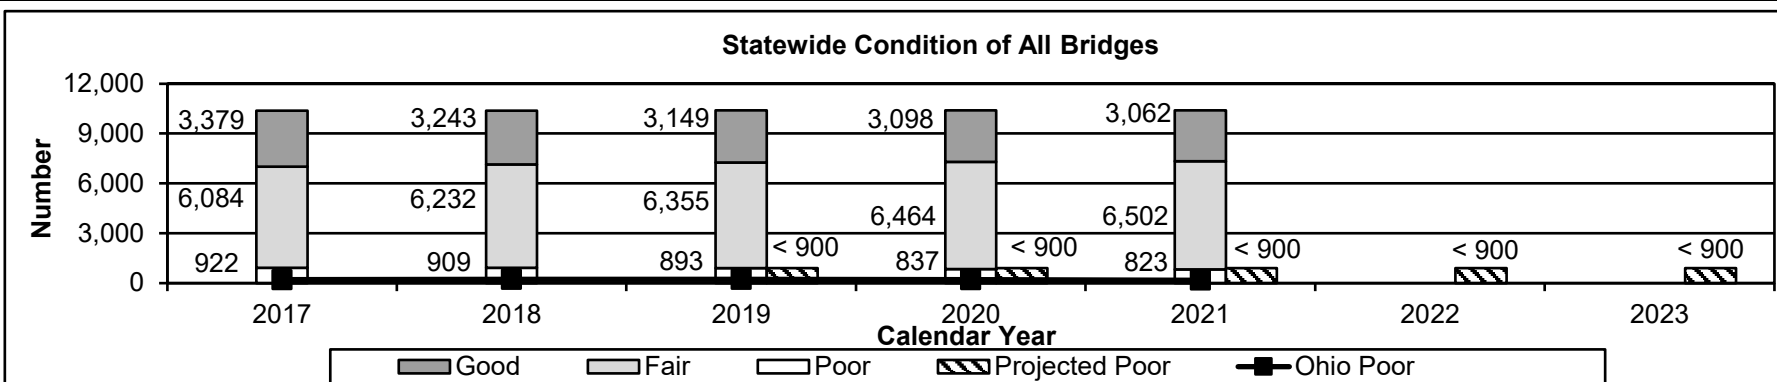 Statewide Condition of All Bridges
12,000
9,000
6,000
3,000
0
Number
3,379 3,243 3,149 3,098 3,062
6,084 6,232 6,355 6,464 6,502
922 909 893 < 900 837 < 900 823 < 900 < 900 < 900
2017 2018 2019 2020 2021 2022 2023
Calendar Year
Good Fair Poor Projected Poor Ohio Poor